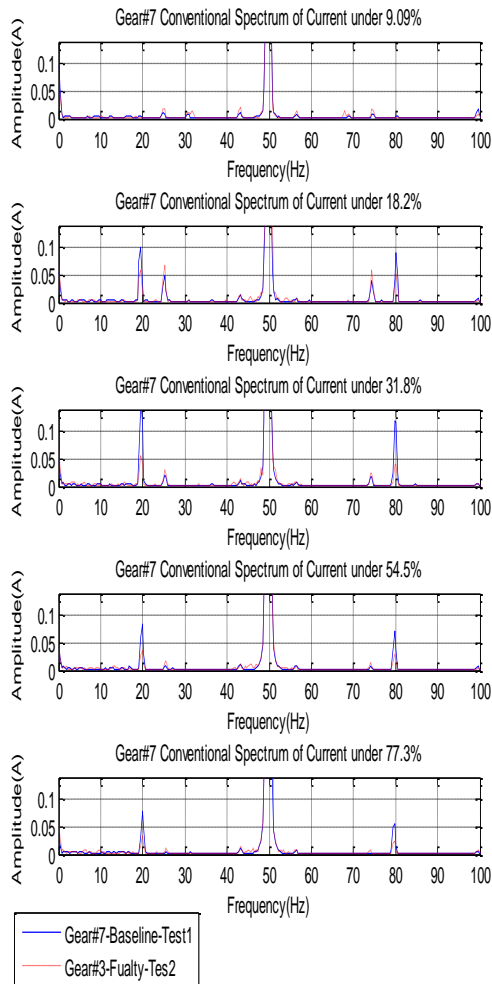 Gear#7 Conventional Spectrum of Current under 9.09%
Amplitude(A)
0.1
0.05
0
0 10 20 30 40 50 60 70 80 90 100
Frequency(Hz)
Gear#7 Conventional Spectrum of Current under 18.2%
Amplitude(A)
0.1
0.05
0
0 10 20 30 40 50 60 70 80 90 100
Frequency(Hz)
Gear#7 Conventional Spectrum of Current under 31.8%
Amplitude(A)
0.1
0.05
0
0 10 20 30 40 50 60 70 80 90 100
Frequency(Hz)
Gear#7 Conventional Spectrum of Current under 54.5%
Amplitude(A)
0.1
0.05
0
0 10 20 30 40 50 60 70 80 90 100
Frequency(Hz)
Gear#7 Conventional Spectrum of Current under 77.3%
Amplitude(A)
0.1
0.05
0
0 10 20 30 40 50 60 70 80 90 100
Frequency(Hz)
Gear#7-Baseline-Test1
Gear#3-Fualty-Tes2